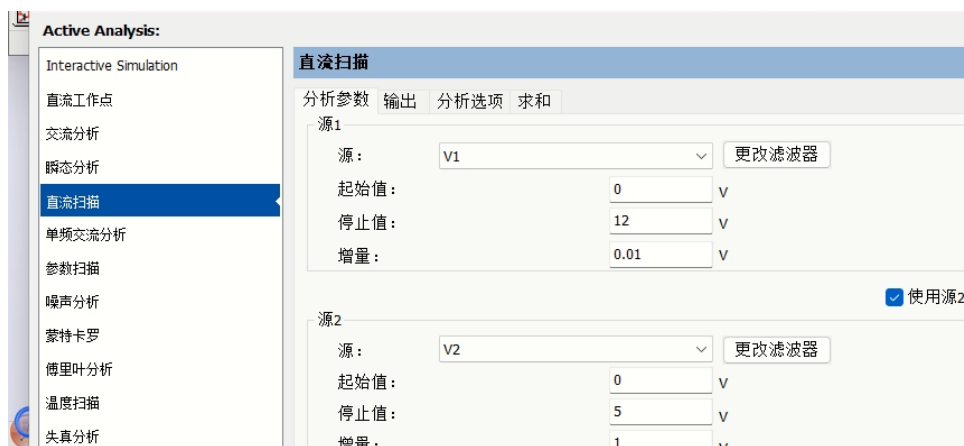 Active Analysis:
Interactive Simulation
直流工作点
交流分析
瞬态分析
直流扫描
单频交流分析
参数扫描
噪声分析
蒙特卡罗
傅里叶分析
温度扫描
失真分析
直流扫描
分析参数 输出 分析选项 求和
源1
源： V1 更改滤波器
起始值： 0 V
停止值： 12 V
增量： 0.01 V
使用源2
源2
源： V2 更改滤波器
起始值： 0 V
停止值： 5 V
增量： 1 V